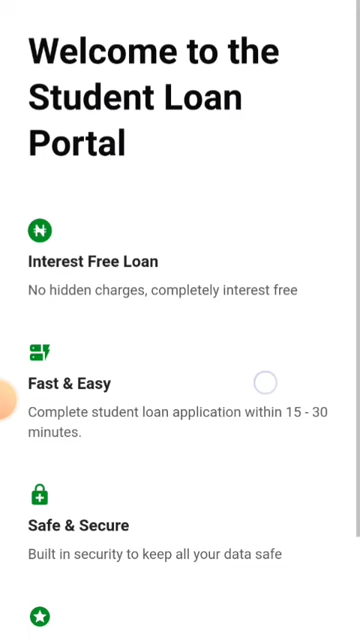 Welcome to the
Student Loan
Portal
Interest Free Loan
No hidden charges, completely interest free
Fast & Easy
Complete student loan application within 15 - 30
minutes.
Safe & Secure
Built in security to keep all your data safe